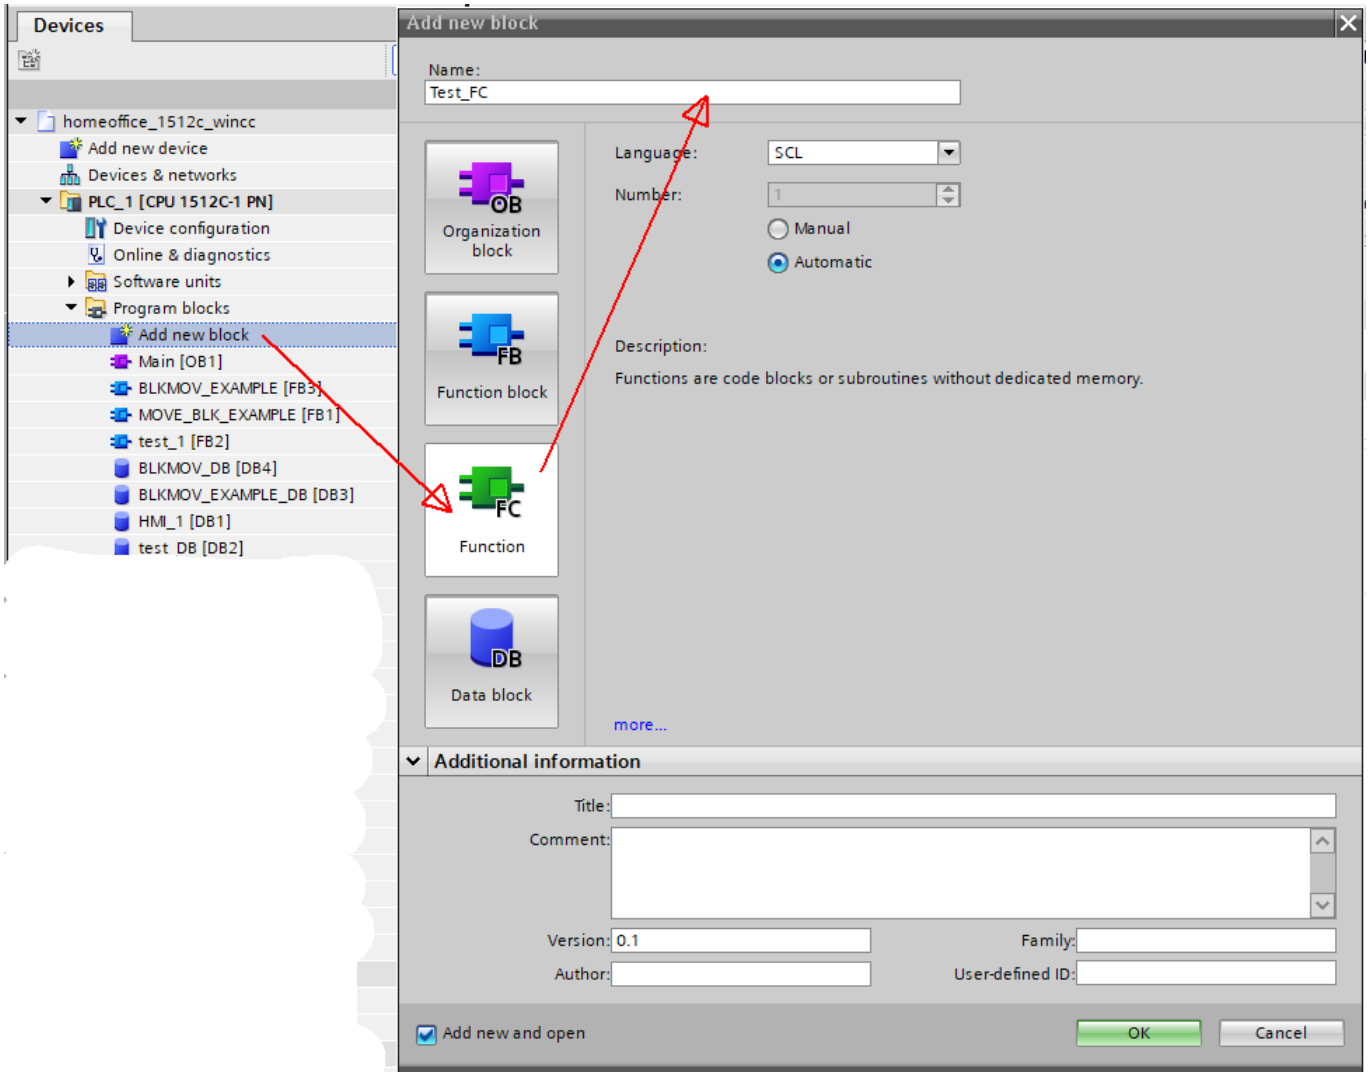 Devices
homeoffice_1512c_wincc
Add new device
Devices & networks
PLC_1 [CPU 1512C-1 PN]
Device configuration
Online & diagnostics
Software units
Program blocks
Add new block
Main [OB1]
BLKMOV_EXAMPLE [FB3]
MOVE_BLK_EXAMPLE [FB1]
test_1 [FB2]
BLKMOV_DB [DB4]
BLKMOV_EXAMPLE_DB [DB3]
HMI_1 [DB1]
test_DB [DB2]
Add new block
Name:
Test_FC
OB
Organization
block
FB
Function block
FC
Function
DB
Data block
Language: SCL
Number: 1
Manual
Automatic
Description:
Functions are code blocks or subroutines without dedicated memory.
more...
Additional information
Title:
Comment:
Version: 0.1 Family:
Author: User-defined ID:
Add new and open OK Cancel